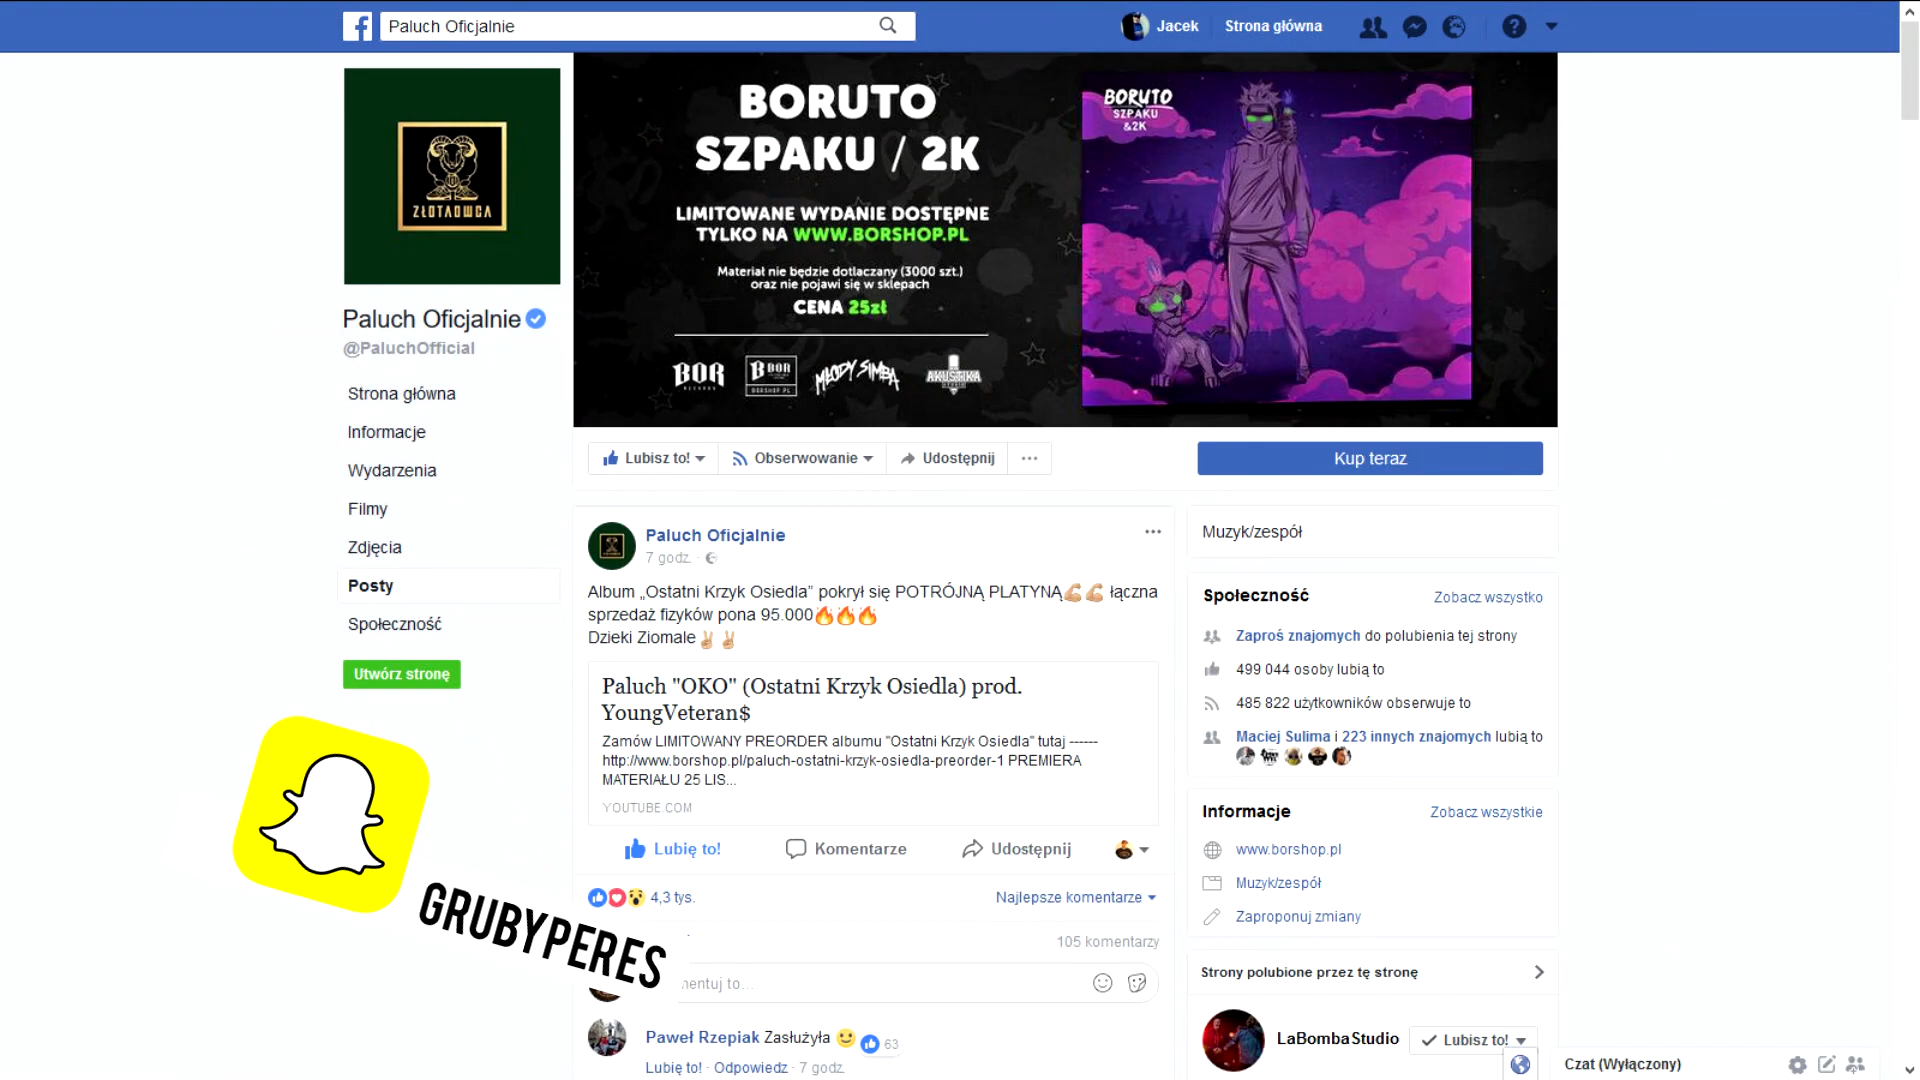 Paluch Oficjalnie
Jacek
Strona główna
ZŁOTAOWCA
BORUTO
SZPAKU / 2K
LIMITOWANE WYDANIE DOSTĘPNE
TYLKO NA WWW.BORSHOP.PL
Materiał nie będzie dotlaczany (3000 szt.)
oraz nie pojawi się w sklepach
CENA 25zł
BOR
RECORDS
BOR
BORSHOP.PL
MŁODY SIMBA
AKUSTIKA
STUDIO
BORUTO
SZPAKU
&2K
Paluch Oficjalnie
@PaluchOfficial
Strona główna
Informacje
Wydarzenia
Filmy
Zdjęcia
Posty
Społeczność
Utwórz stronę
Lubisz to!
Obserwowanie
Udostępnij
Kup teraz
Paluch Oficjalnie
7 godz.
Album „Ostatni Krzyk Osiedla” pokrył się POTRÓJNĄ PLATYNĄ💪💪 łączna
sprzedaż fizyków pona 95.000🔥🔥🔥
Dzieki Ziomale✌✌
Paluch "OKO" (Ostatni Krzyk Osiedla) prod.
YoungVeteran$
Zamów LIMITOWANY PREORDER albumu "Ostatni Krzyk Osiedla" tutaj ------
http://www.borshop.pl/paluch-ostatni-krzyk-osiedla-preorder-1 PREMIERA
MATERIAŁU 25 LIS...
YOUTUBE.COM
Lubię to!
Komentarze
Udostępnij
4,3 tys.
Najlepsze komentarze
105 komentarzy
entuj to...
Paweł Rzepiak Zasłużyła 🙂 63
Lubię to! · Odpowiedz · 7 godz.
Muzyk/zespół
Społeczność
Zobacz wszystko
Zaproś znajomych do polubienia tej strony
499 044 osoby lubią to
485 822 użytkowników obserwuje to
Maciej Sulima i 223 innych znajomych lubią to
Informacje
Zobacz wszystkie
www.borshop.pl
Muzyk/zespół
Zaproponuj zmiany
Strony polubione przez tę stronę
LaBombaStudio
Lubisz to!
Czat (Wyłączony)
GRUBYPERES